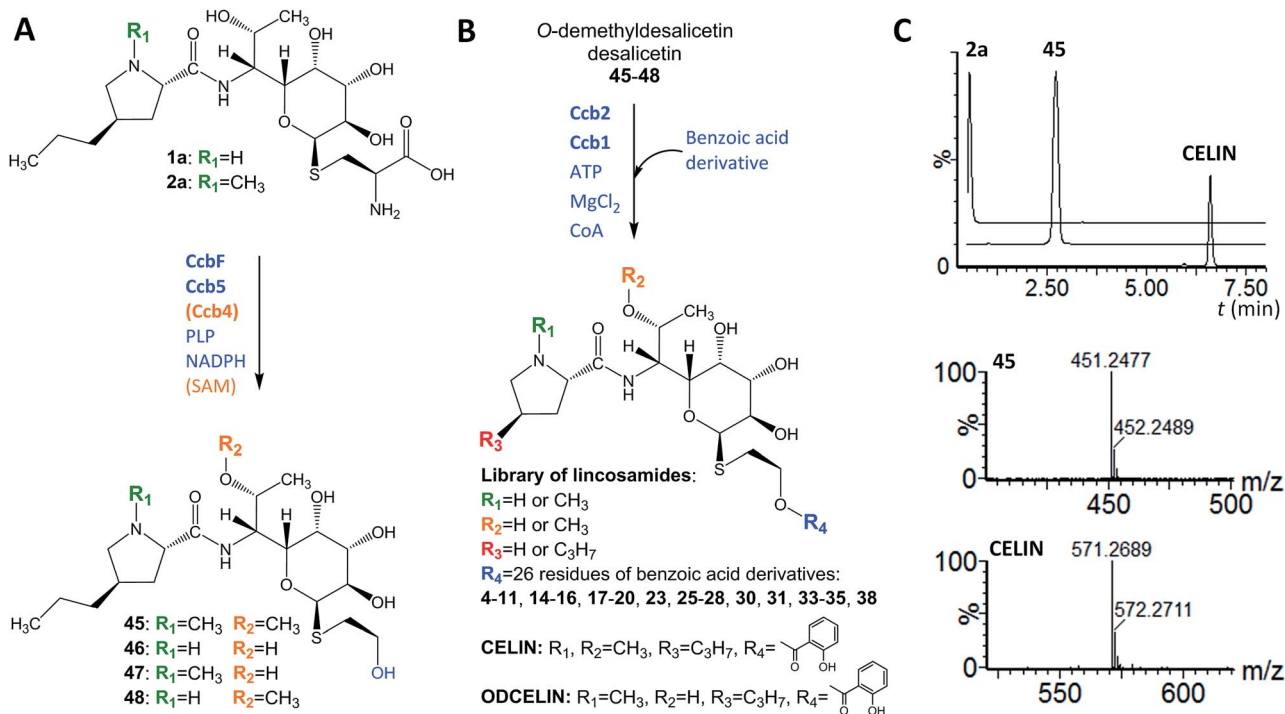 A
R1
HO
CH3
O
OH
N
H
H
OH
N
H
O
OH
O
S
OH
NH2
H3C
1a: R1=H
2a: R1=CH3
CcbF
Ccb5
(Ccb4)
PLP
NADPH
(SAM)
R2
O
CH3
R1
O
H
H
OH
N
OH
N
H
O
OH
S
OH
H3C
45: R1=CH3 R2=CH3
46: R1=H R2=H
47: R1=CH3 R2=H
48: R1=H R2=CH3
B
O-demethyldesalicetin
desalicetin
45-48
Ccb2
Ccb1
ATP
MgCl2
CoA
Benzoic acid
derivative
R2
O
CH3
R1
O
H
H
OH
N
OH
N
H
O
OH
R3
S
O
R4
Library of lincosamides:
R1=H or CH3
R2=H or CH3
R3=H or C3H7
R4=26 residues of benzoic acid derivatives:
4-11, 14-16, 17-20, 23, 25-28, 30, 31, 33-35, 38
CELIN: R1, R2=CH3, R3=C3H7, R4=
O
OH
ODCELIN: R1=CH3, R2=H, R3=C3H7, R4=
O
OH
C
2a
45
CELIN
%
0
2.50
5.00
7.50
t (min)
45
451.2477
452.2489
100
%
0
450
500
m/z
CELIN
571.2689
572.2711
100
%
0
550
600
m/z